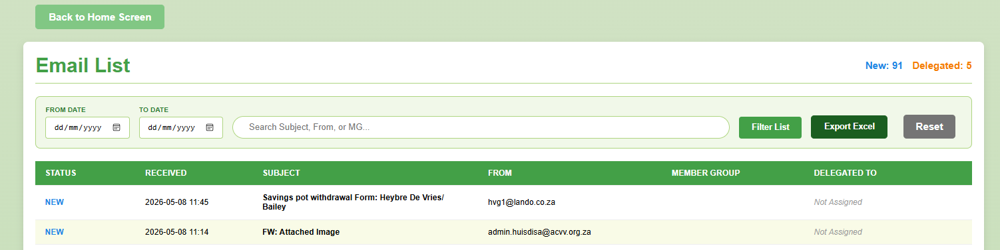 Back to Home Screen
Email List
New: 91 Delegated: 5
FROM DATE TO DATE
dd/mm/yyyy dd/mm/yyyy Search Subject, From, or MG... Filter List Export Excel Reset
STATUS RECEIVED SUBJECT FROM MEMBER GROUP DELEGATED TO
NEW 2026-05-08 11:45 Savings pot withdrawal Form: Heybre De Vries/ hvg1@lando.co.za Not Assigned
Bailey
NEW 2026-05-08 11:14 FW: Attached Image admin.huisdisa@acvv.org.za Not Assigned